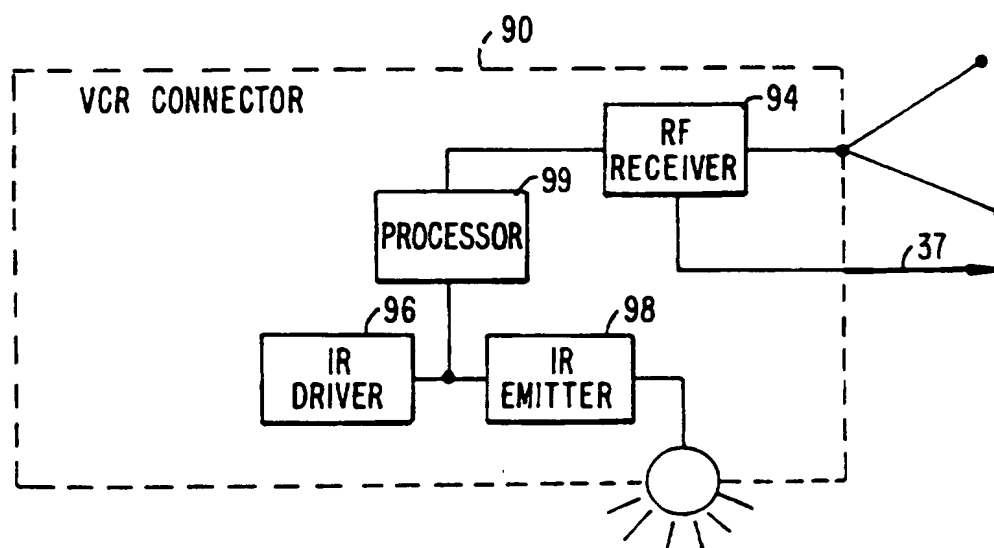 90
VCR CONNECTOR
94
RF
RECEIVER
99
PROCESSOR
37
96
IR
DRIVER
98
IR
EMITTER